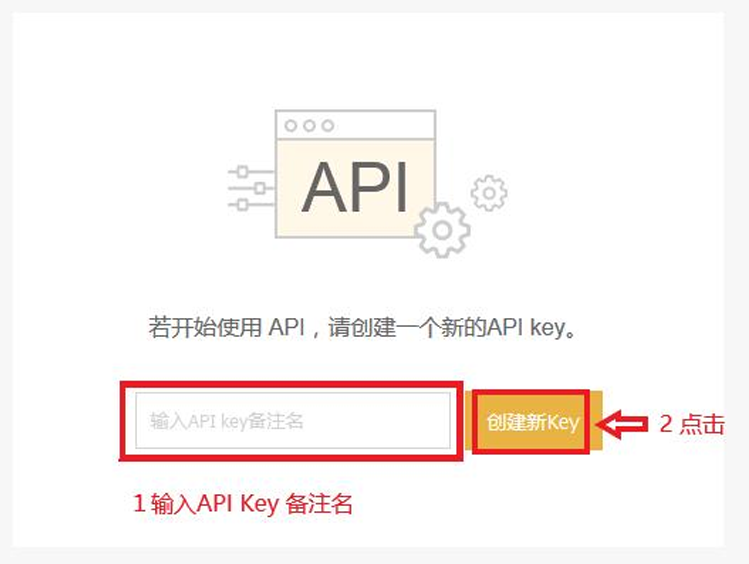 API
若开始使用 API，请创建一个新的API key。
输入API key备注名
创建新Key
2 点击
1 输入API Key 备注名